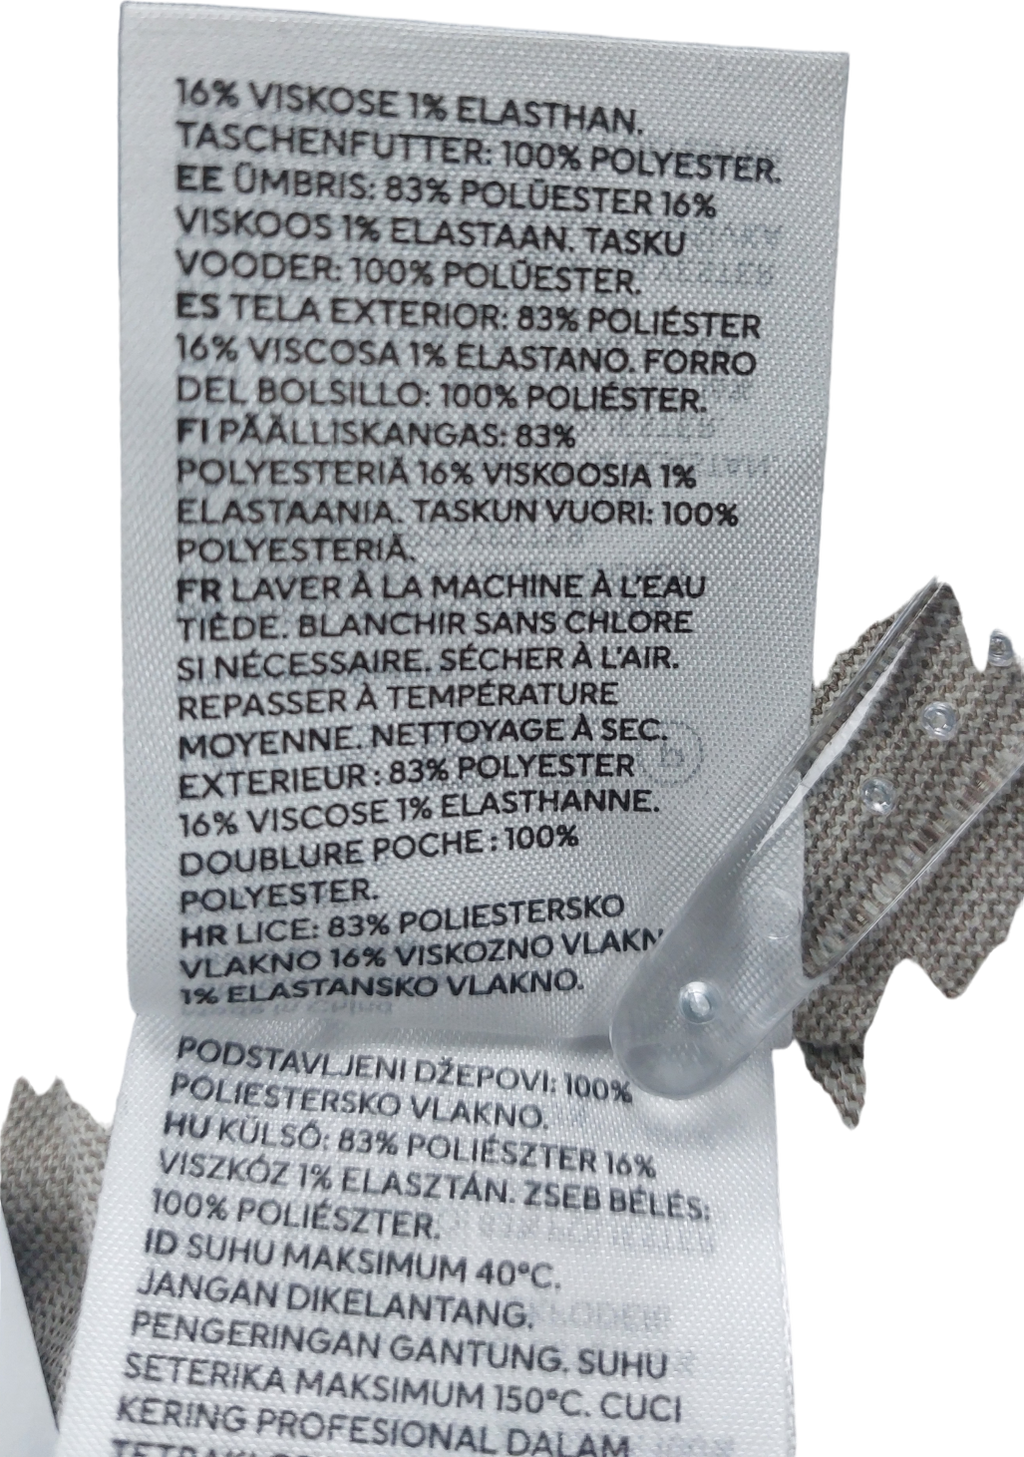 16% VISKOSE 1% ELASTHAN.
TASCHENFUTTER: 100% POLYESTER.
EE ÜMBRIS: 83% POLÜESTER 16%
VISKOOS 1% ELASTAAN. TASKU
VOODER: 100% POLÜESTER.
ES TELA EXTERIOR: 83% POLIÉSTER
16% VISCOSA 1% ELASTANO. FORRO
DEL BOLSILLO: 100% POLIÉSTER.
FI PÄÄLLISKANGAS: 83%
POLYESTERIÄ 16% VISKOOSIA 1%
ELASTAANIA. TASKUN VUORI: 100%
POLYESTERIÄ.
FR LAVER À LA MACHINE À L'EAU
TIÈDE. BLANCHIR SANS CHLORE
SI NÉCESSAIRE. SÉCHER À L'AIR.
REPASSER À TEMPÉRATURE
MOYENNE. NETTOYAGE À SEC.
EXTERIEUR : 83% POLYESTER
16% VISCOSE 1% ELASTHANNE.
DOUBLURE POCHE : 100%
POLYESTER.
HR LICE: 83% POLIESTERSKO
VLAKNO 16% VISKOZNO VLAKN
1% ELASTANSKO VLAKNO.
PODSTAVLJENI DŽEPOVI: 100%
POLIESTERSKO VLAKNO.
HU KÜLSŐ: 83% POLIÉSZTER 16%
VISZKÓZ 1% ELASZTÁN. ZSEB BÉLÉS:
100% POLIÉSZTER.
ID SUHU MAKSIMUM 40°C.
JANGAN DIKELANTANG.
PENGERINGAN GANTUNG. SUHU
SETERIKA MAKSIMUM 150°C. CUCI
KERING PROFESIONAL DALAM